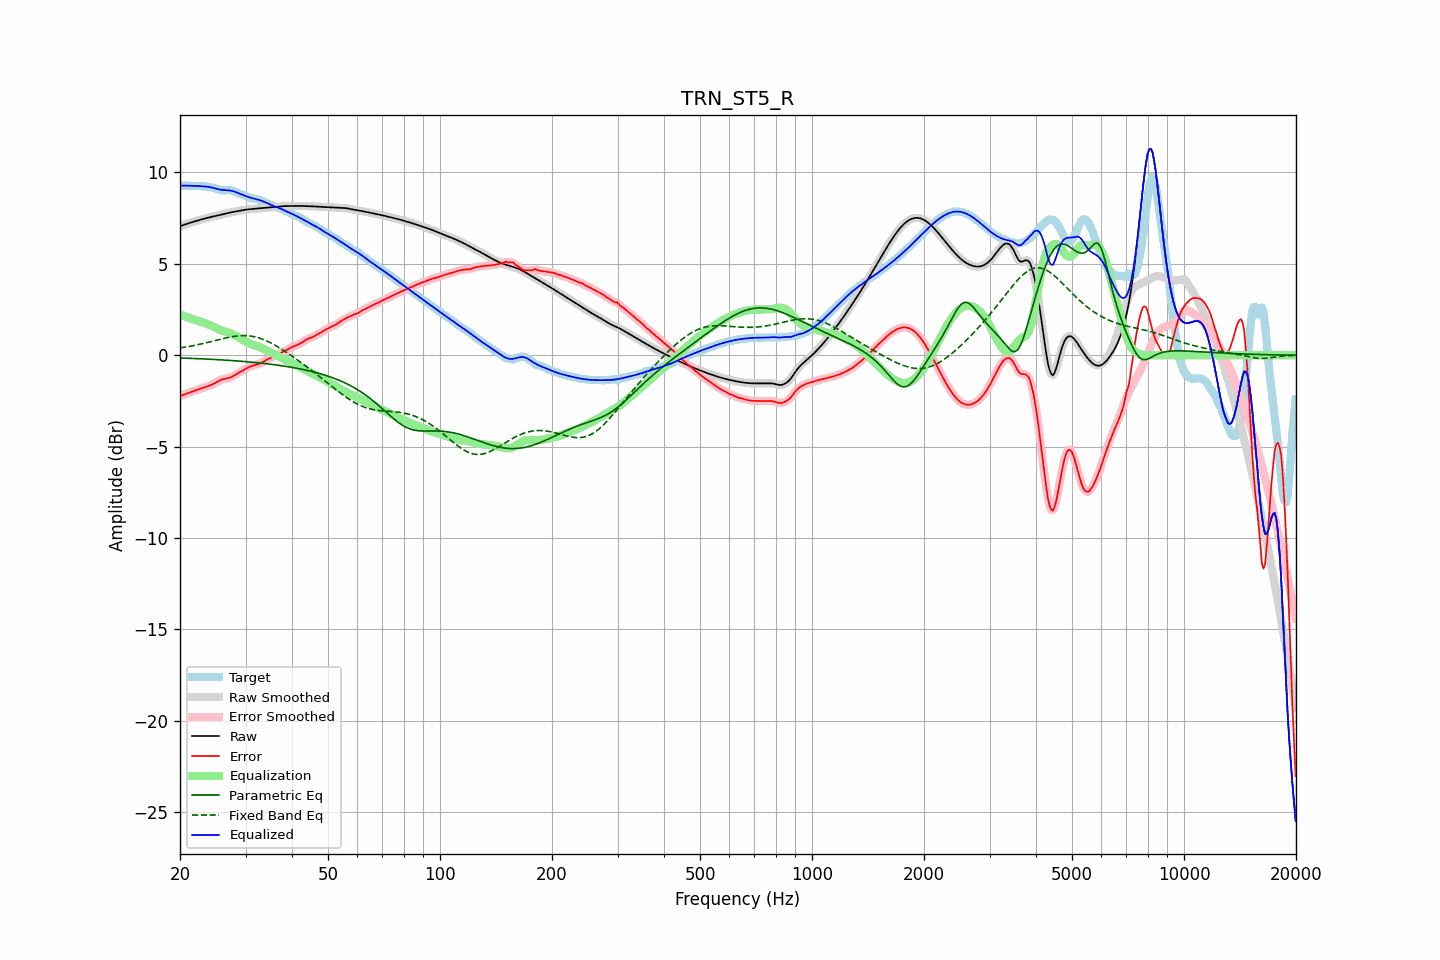 TRN_ST5_R
Amplitude (dBr)
10
5
0
−5
−10
−15
−20
−25
Target
Raw Smoothed
Error Smoothed
Raw
Error
Equalization
Parametric Eq
Fixed Band Eq
Equalized
20 50 100 200 500 1000 2000 5000 10000 20000
Frequency (Hz)